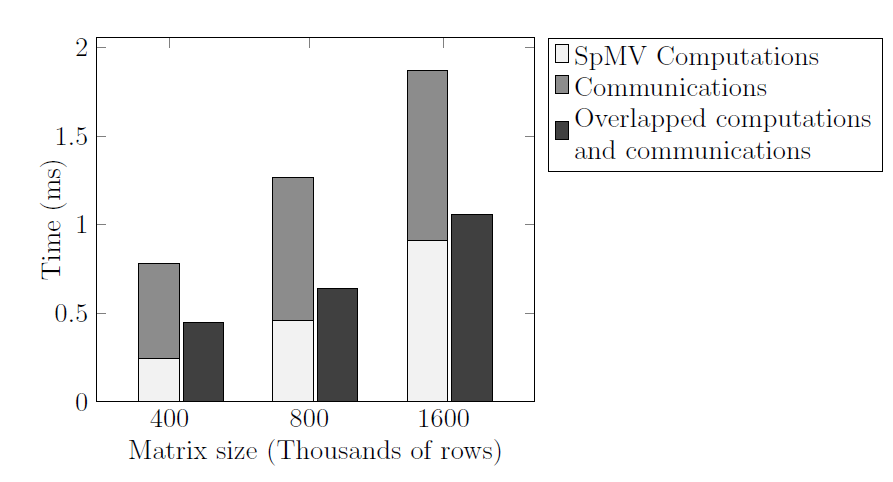 2
1.5
1
0.5
0
Time (ms)
400
800
1600
Matrix size (Thousands of rows)
SpMV Computations
Communications
Overlapped computations
and communications